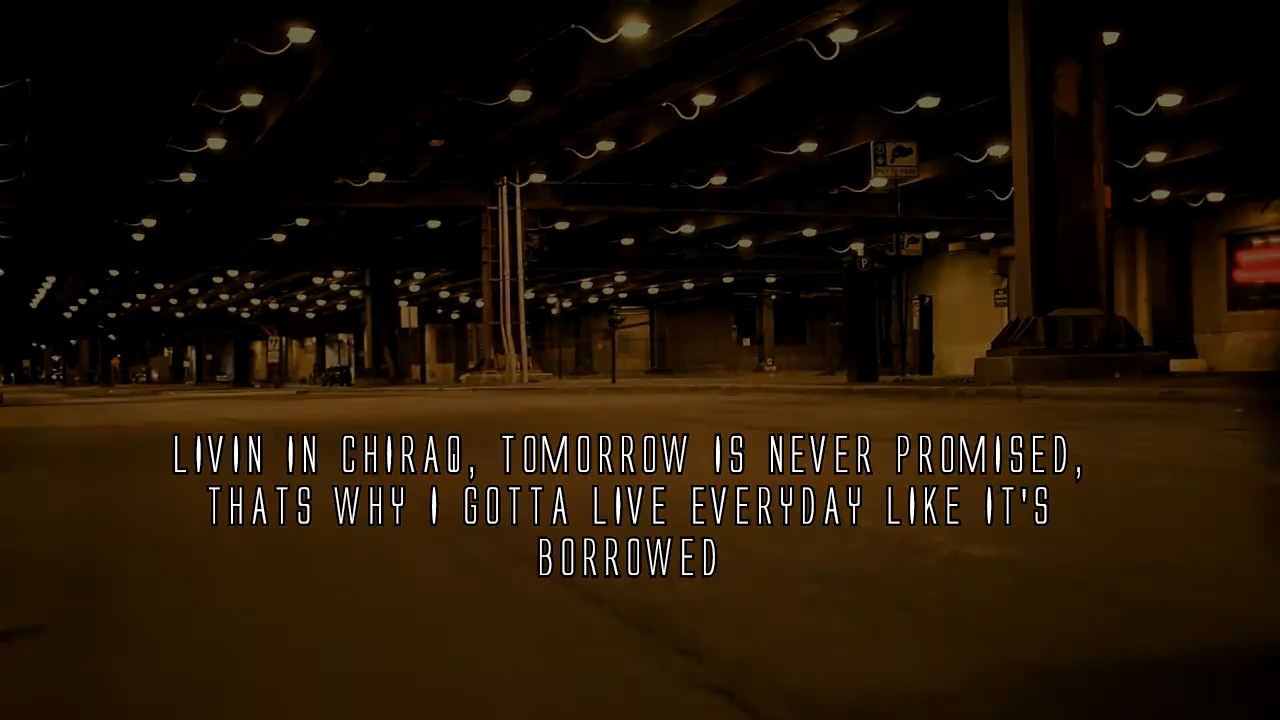 LIVIN IN CHIRAQ, TOMORROW IS NEVER PROMISED,
THATS WHY I GOTTA LIVE EVERYDAY LIKE IT'S
BORROWED